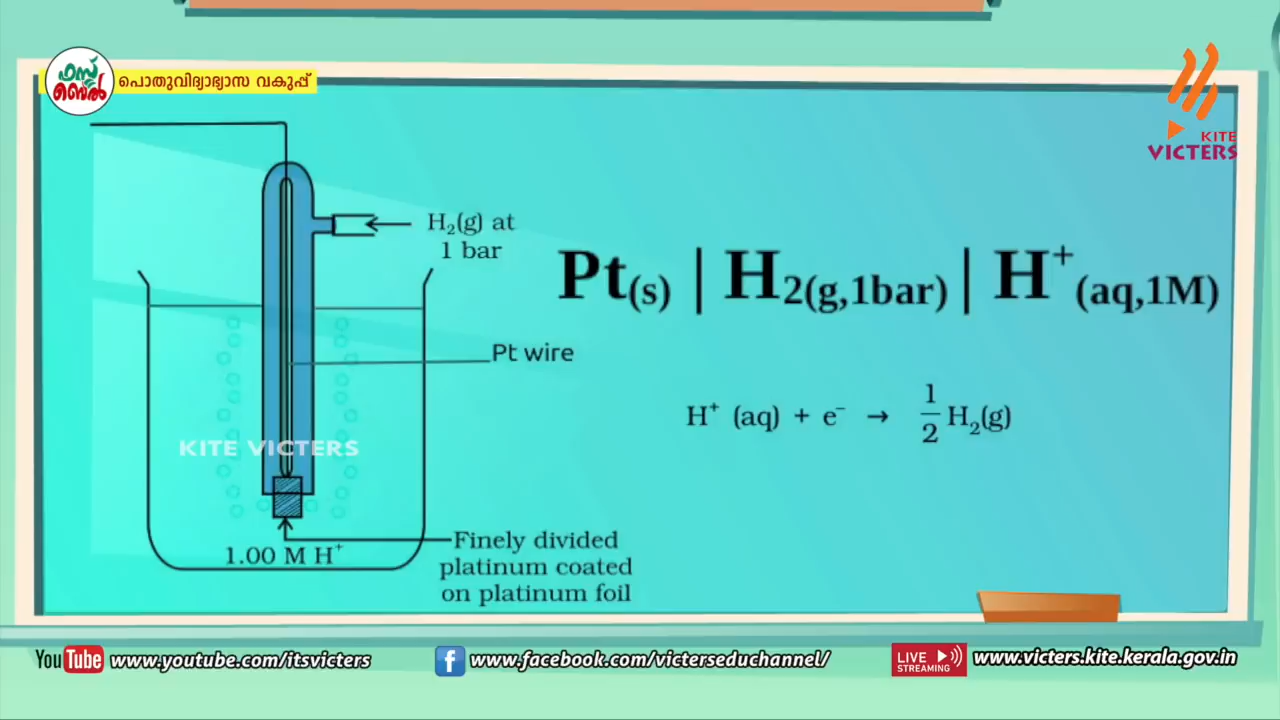 ഫസ്റ്റ്
ബെൽ
പൊതുവിദ്യാഭ്യാസ വകുപ്പ്
KITE
VICTERS
H₂(g) at
1 bar
Pt(s) | H2(g,1bar) | H⁺(aq,1M)
Pt wire
H⁺ (aq) + e⁻ → 1/2 H₂(g)
KITE VICTERS
1.00 M H⁺
Finely divided
platinum coated
on platinum foil
YouTube www.youtube.com/itsvicters
f www.facebook.com/victerseduchannel/
LIVE
STREAMING
www.victers.kite.kerala.gov.in